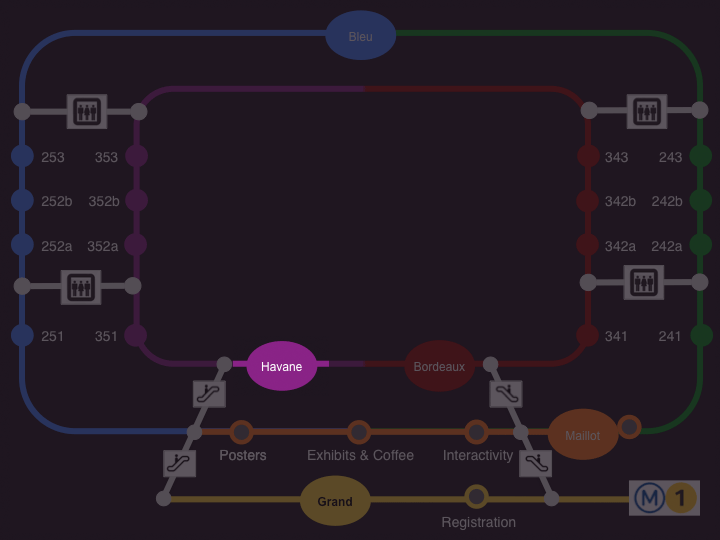 Bleu
253 353 343 243
252b 352b 342b 242b
252a 352a 342a 242a
251 351 341 241
Havane Bordeaux
Maillot
Posters Exhibits & Coffee Interactivity
Grand M 1
Registration